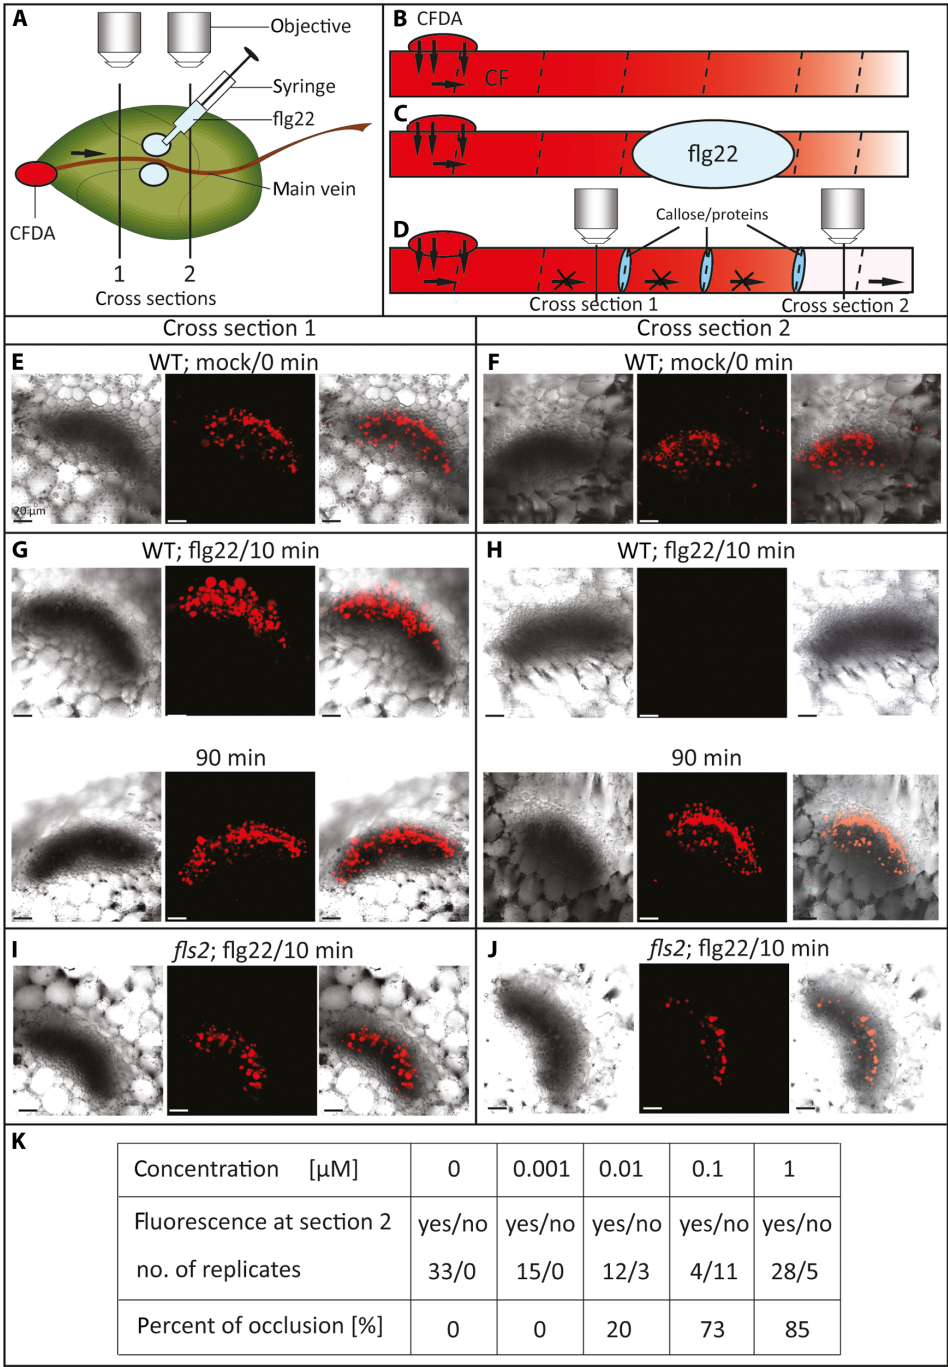 A
Objective
Syringe
flg22
Main vein
CFDA
1 2
Cross sections
B
CFDA
CF
C
flg22
Callose/proteins
D
Cross section 1
Cross section 2
Cross section 1
Cross section 2
E
WT; mock/0 min
20 µm
F
WT; mock/0 min
G
WT; flg22/10 min
H
WT; flg22/10 min
90 min
90 min
I
fls2; flg22/10 min
J
fls2; flg22/10 min
K
Concentration [µM] 0 0.001 0.01 0.1 1
Fluorescence at section 2 yes/no yes/no yes/no yes/no yes/no
no. of replicates 33/0 15/0 12/3 4/11 28/5
Percent of occlusion [%] 0 0 20 73 85